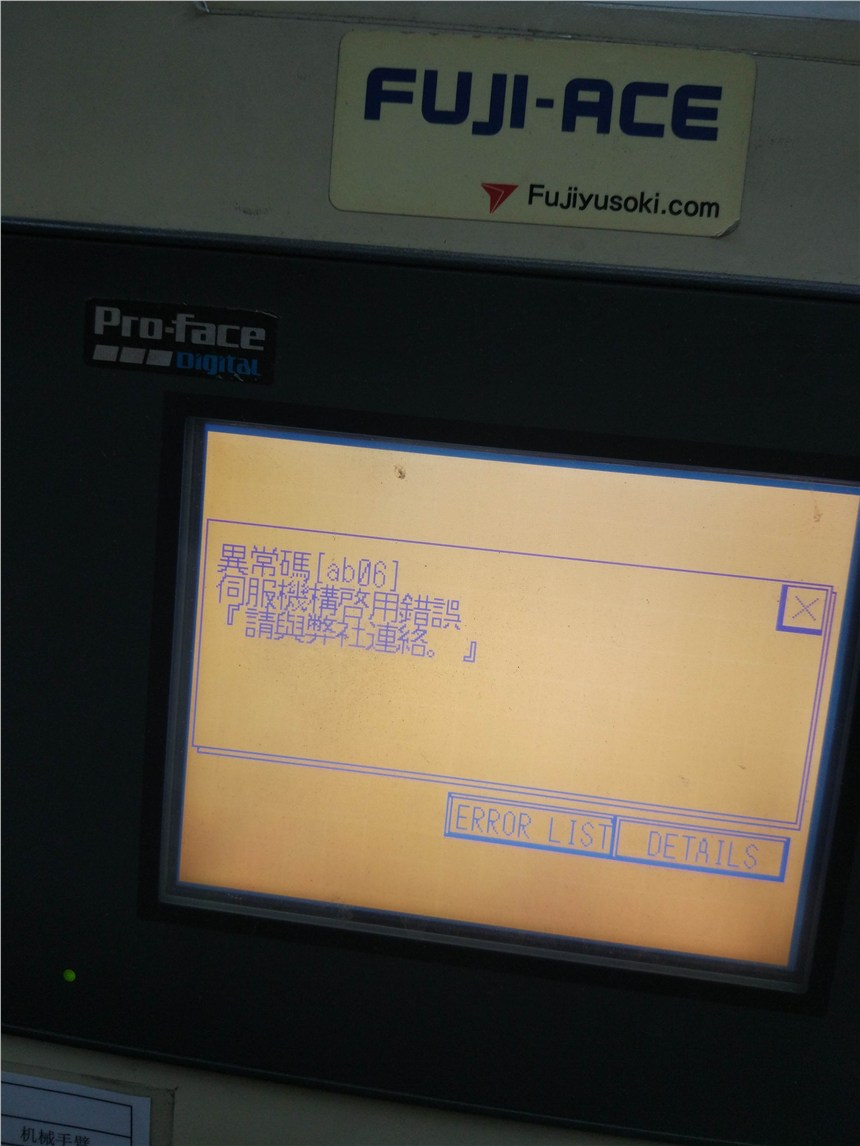 FUJI-ACE
Fujiyusoki.com
Pro-face
Digital
異常碼[ab06]
伺服機構啓用錯誤
『請與弊社連絡。』
ERROR LIST
DETAILS
机械手臂